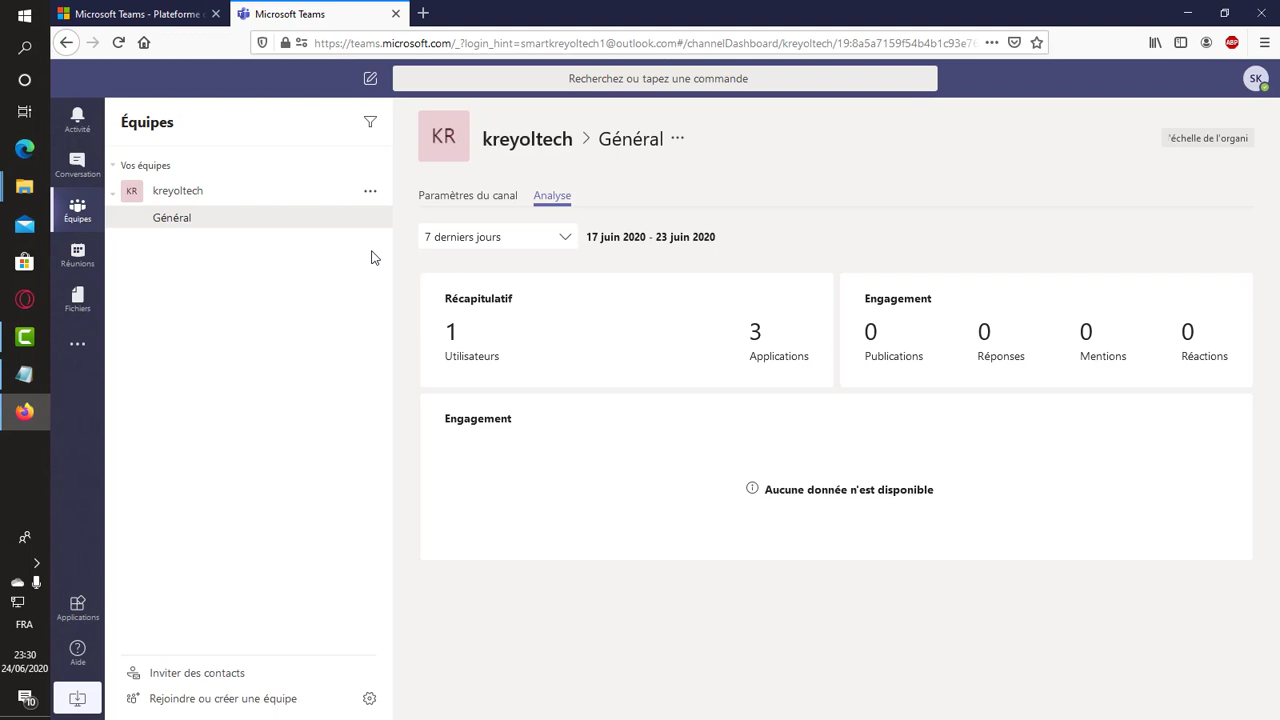 Microsoft Teams - Plateforme
Microsoft Teams
https://teams.microsoft.com/_?login_hint=smartkreyoltech1@outlook.com#/channelDashboard/kreyoltech/19:8a5a7159f54b4b1c93e7
ABP
Recherchez ou tapez une commande
SK
Activité
Conversation
Équipes
Réunions
Fichiers
Applications
Aide
Équipes
Vos équipes
KR kreyoltech
Général
Inviter des contacts
Rejoindre ou créer une équipe
KR
kreyoltech > Général
'échelle de l'organi
Paramètres du canal Analyse
7 derniers jours 17 juin 2020 - 23 juin 2020
Récapitulatif
1 3
Utilisateurs Applications
Engagement
0 0 0 0
Publications Réponses Mentions Réactions
Engagement
Aucune donnée n'est disponible
FRA
23:30
24/06/2020
10